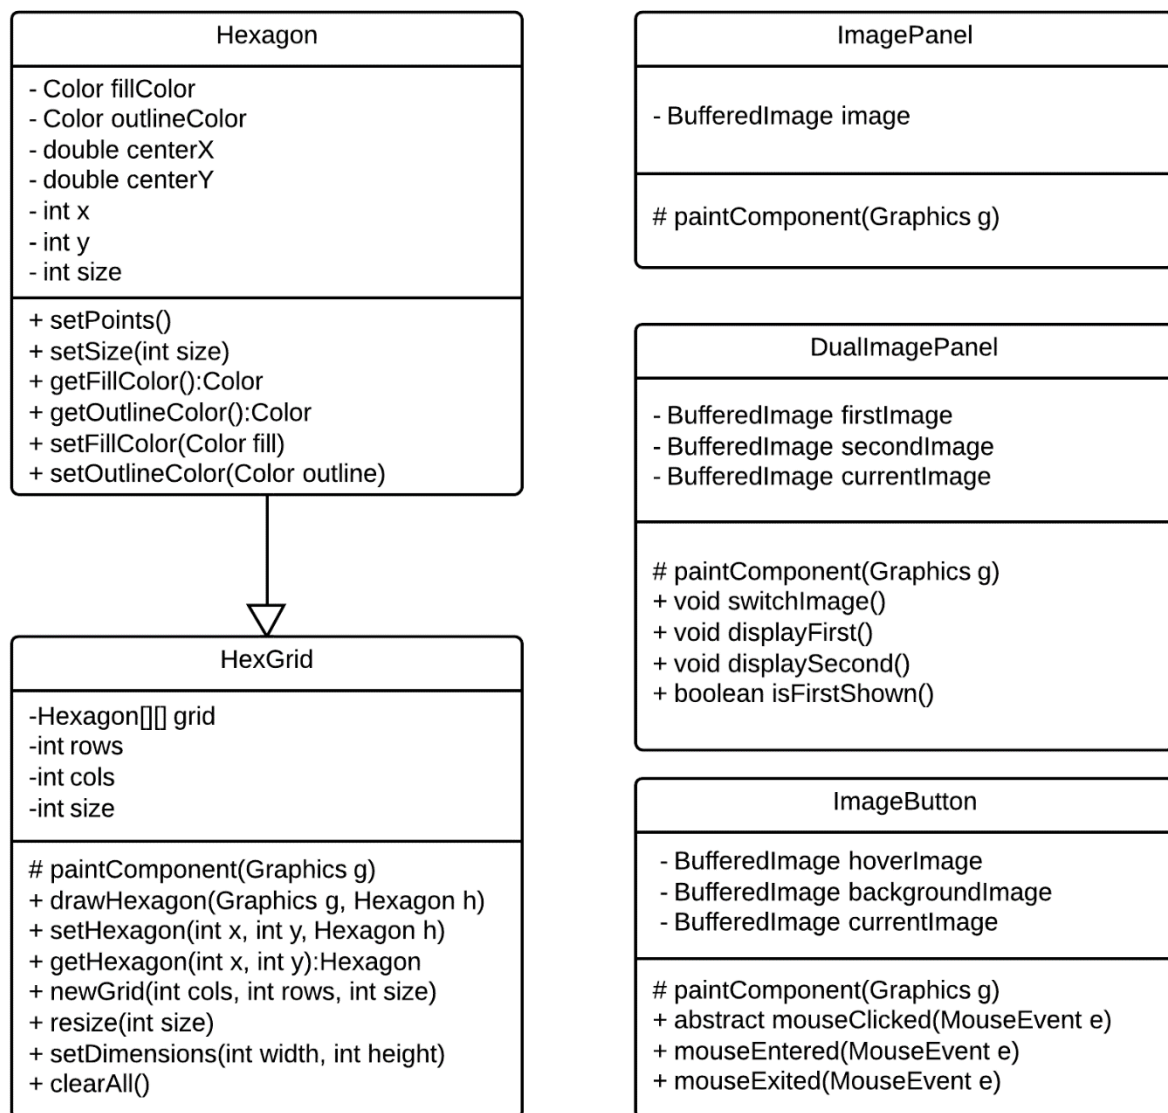 Hexagon
- Color fillColor
- Color outlineColor
- double centerX
- double centerY
- int x
- int y
- int size
+ setPoints()
+ setSize(int size)
+ getFillColor():Color
+ getOutlineColor():Color
+ setFillColor(Color fill)
+ setOutlineColor(Color outline)
HexGrid
-Hexagon[][] grid
-int rows
-int cols
-int size
# paintComponent(Graphics g)
+ drawHexagon(Graphics g, Hexagon h)
+ setHexagon(int x, int y, Hexagon h)
+ getHexagon(int x, int y):Hexagon
+ newGrid(int cols, int rows, int size)
+ resize(int size)
+ setDimensions(int width, int height)
+ clearAll()
ImagePanel
- BufferedImage image
# paintComponent(Graphics g)
DualImagePanel
- BufferedImage firstImage
- BufferedImage secondImage
- BufferedImage currentImage
# paintComponent(Graphics g)
+ void switchImage()
+ void displayFirst()
+ void displaySecond()
+ boolean isFirstShown()
ImageButton
- BufferedImage hoverImage
- BufferedImage backgroundImage
- BufferedImage currentImage
# paintComponent(Graphics g)
+ abstract mouseClicked(MouseEvent e)
+ mouseEntered(MouseEvent e)
+ mouseExited(MouseEvent e)